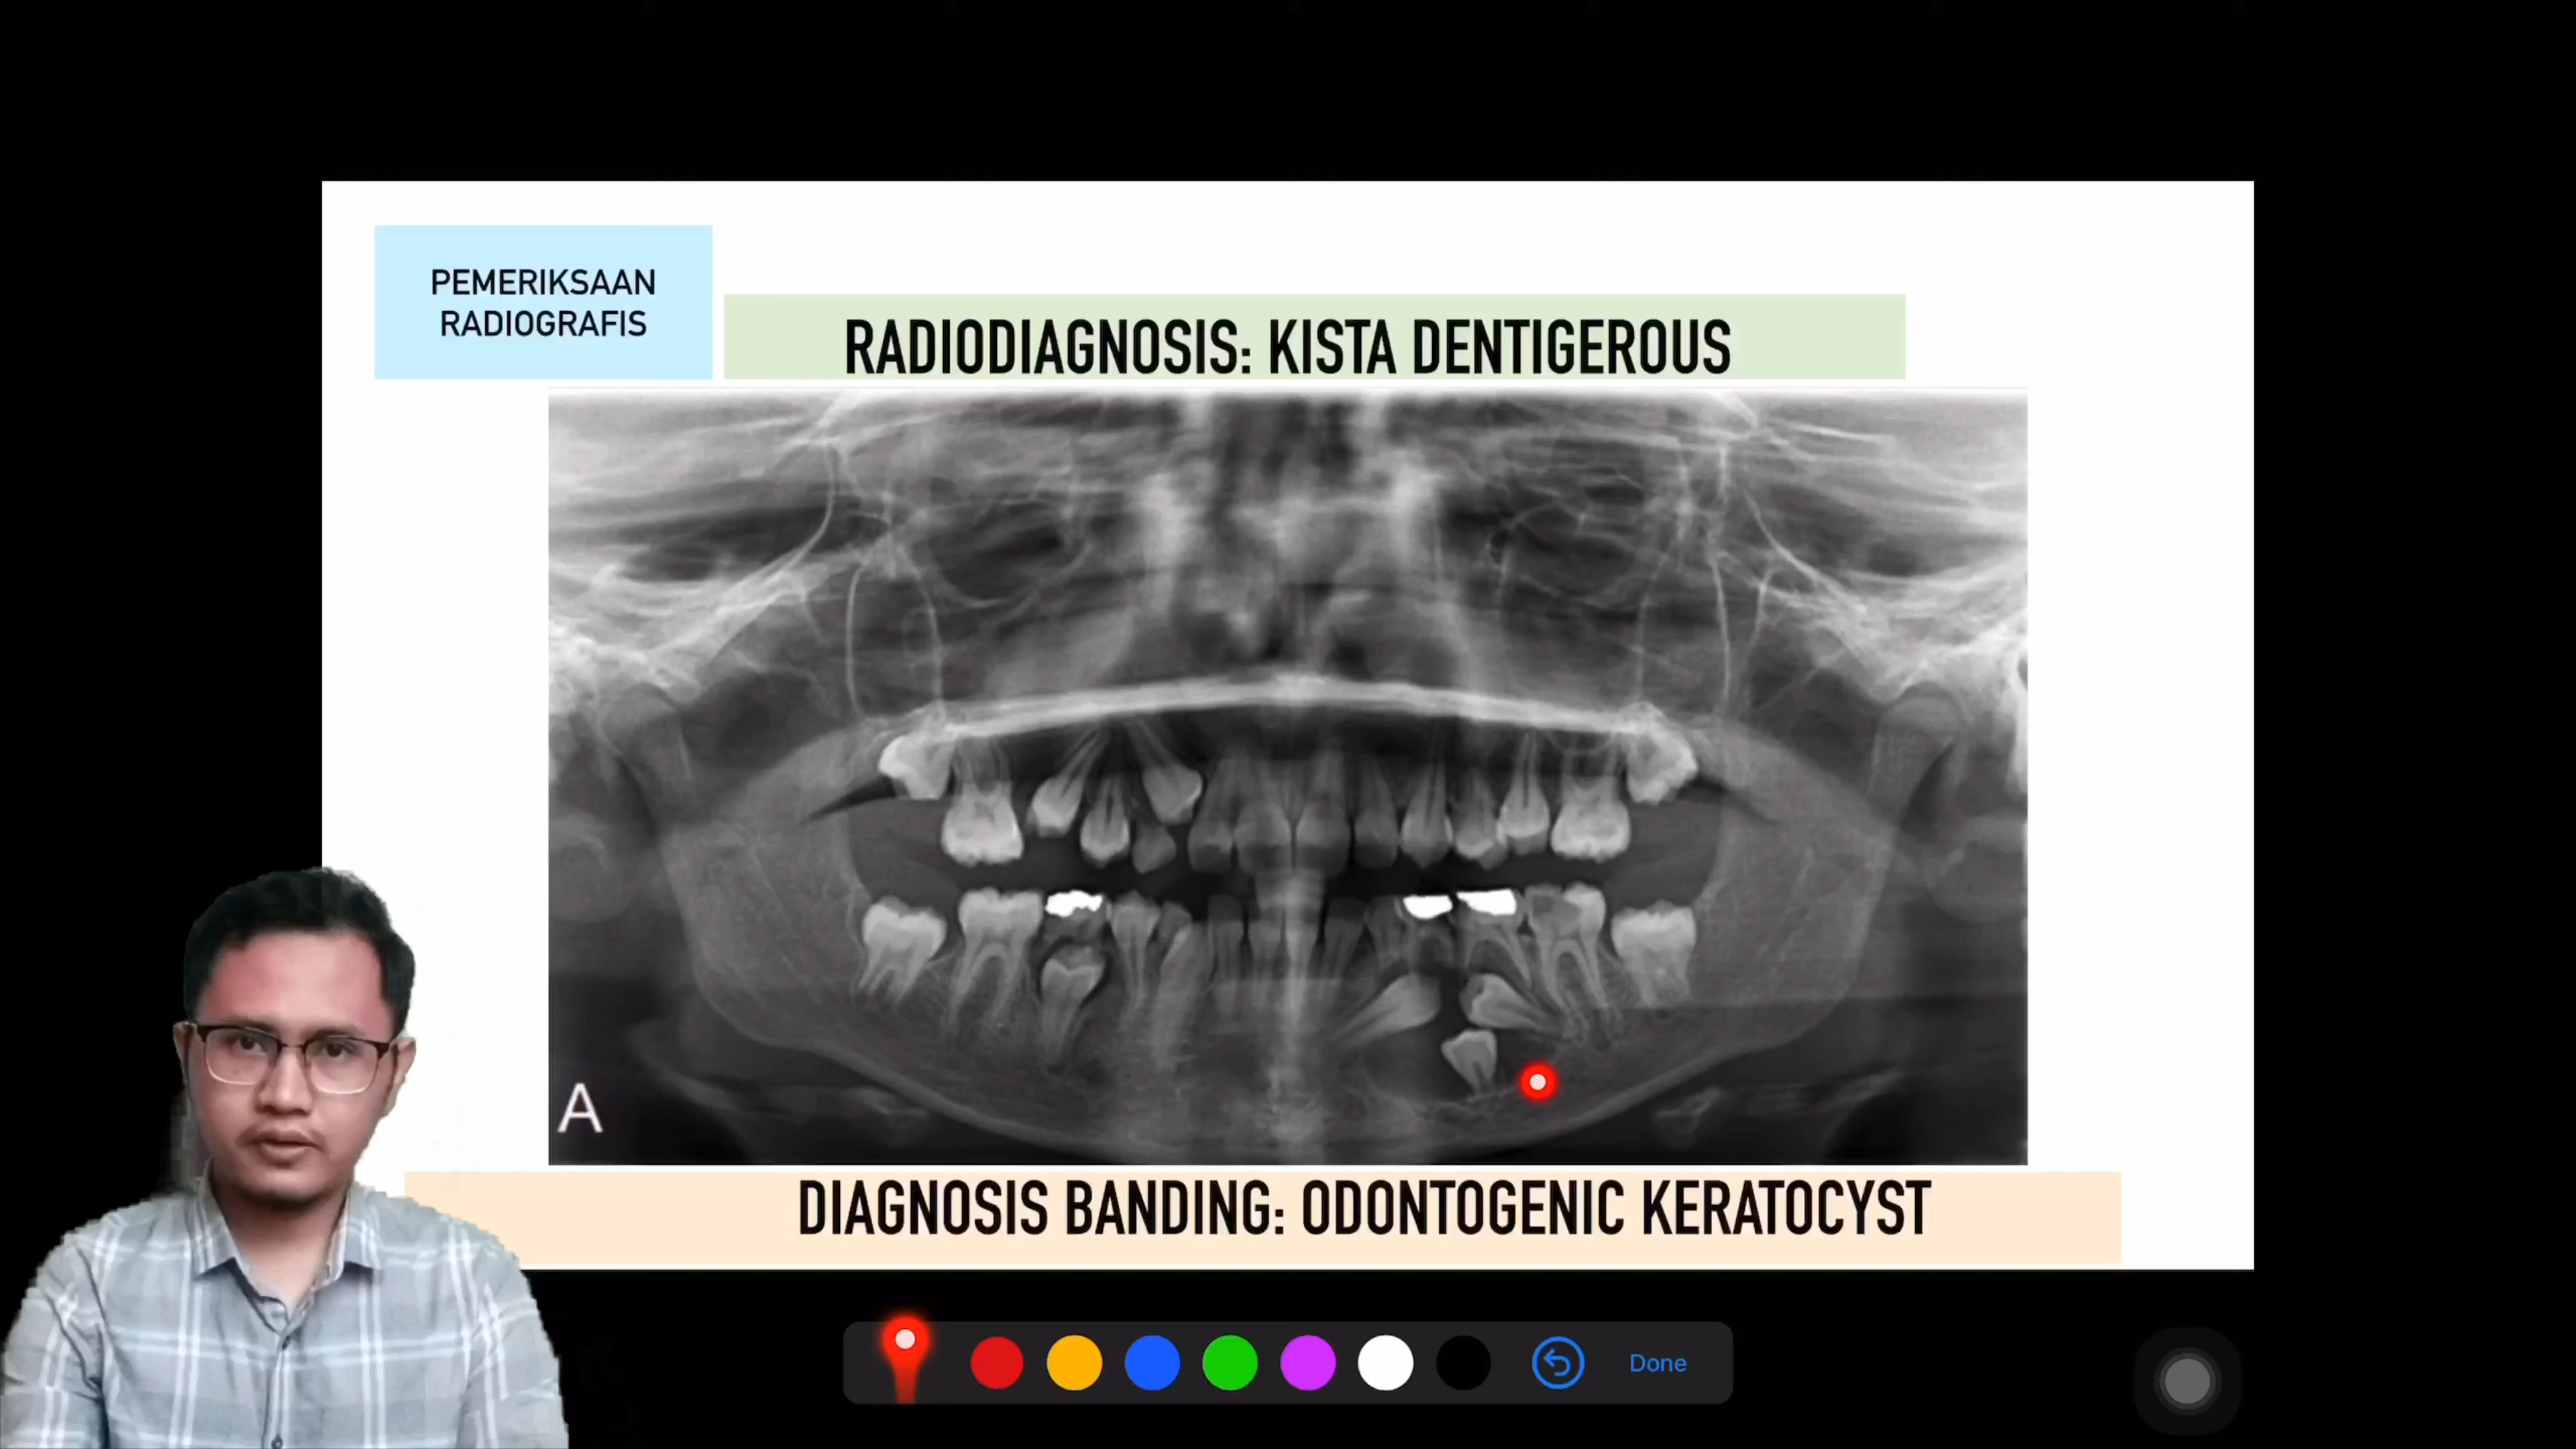 PEMERIKSAAN
RADIOGRAFIS
RADIODIAGNOSIS: KISTA DENTIGEROUS
A
DIAGNOSIS BANDING: ODONTOGENIC KERATOCYST
Done